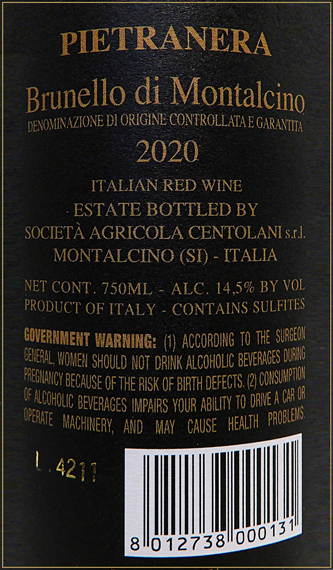 PIETRANERA
Brunello di Montalcino
DENOMINAZIONE DI ORIGINE CONTROLLATA E GARANTITA
2020
ITALIAN RED WINE
ESTATE BOTTLED BY
SOCIETÀ AGRICOLA CENTOLANI s.r.l.
MONTALCINO (SI) - ITALIA
NET CONT. 750ML - ALC. 14,5% BY VOL
PRODUCT OF ITALY - CONTAINS SULFITES
GOVERNMENT WARNING: (1) ACCORDING TO THE SURGEON
GENERAL, WOMEN SHOULD NOT DRINK ALCOHOLIC BEVERAGES DURING
PREGNANCY BECAUSE OF THE RISK OF BIRTH DEFECTS. (2) CONSUMPTION
OF ALCOHOLIC BEVERAGES IMPAIRS YOUR ABILITY TO DRIVE A CAR OR
OPERATE MACHINERY, AND MAY CAUSE HEALTH PROBLEMS.
L.4211
8 012738 000131